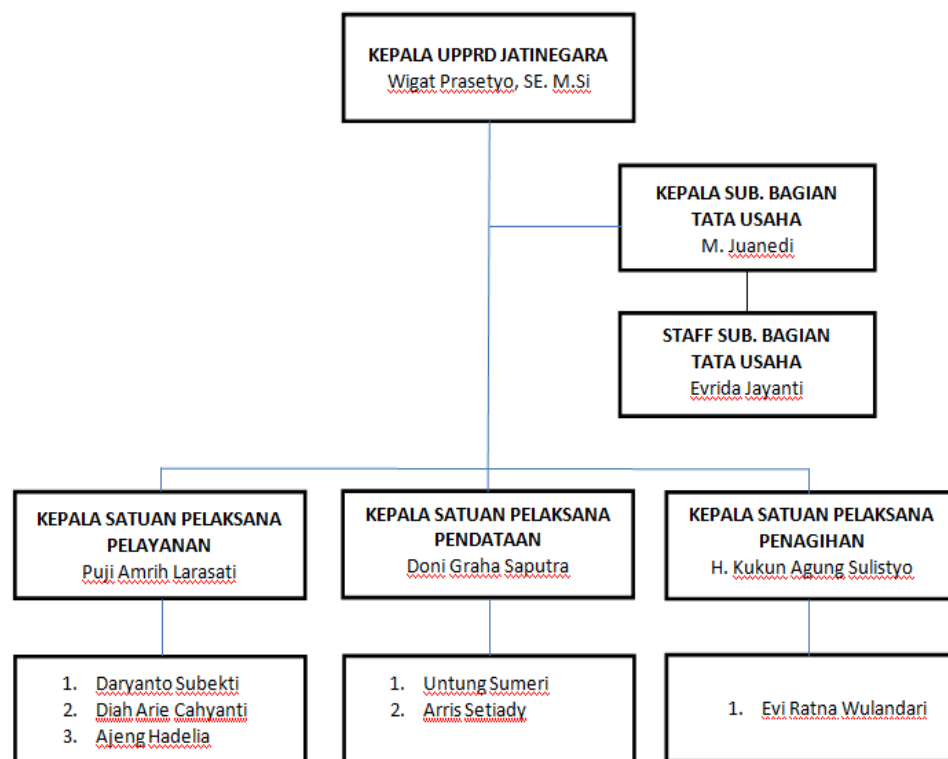 KEPALA UPPRD JATINEGARA
Wigat Prasetyo, SE. M.Si
KEPALA SUB. BAGIAN
TATA USAHA
M. Juanedi
STAFF SUB. BAGIAN
TATA USAHA
Evrida Jayanti
KEPALA SATUAN PELAKSANA
PELAYANAN
Puji Amrih Larasati
KEPALA SATUAN PELAKSANA
PENDATAAN
Doni Graha Saputra
KEPALA SATUAN PELAKSANA
PENAGIHAN
H. Kukun Agung Sulistyo
1. Daryanto Subekti
2. Diah Arie Cahyanti
3. Ajeng Hadelia
1. Untung Sumeri
2. Arris Setiady
1. Evi Ratna Wulandari